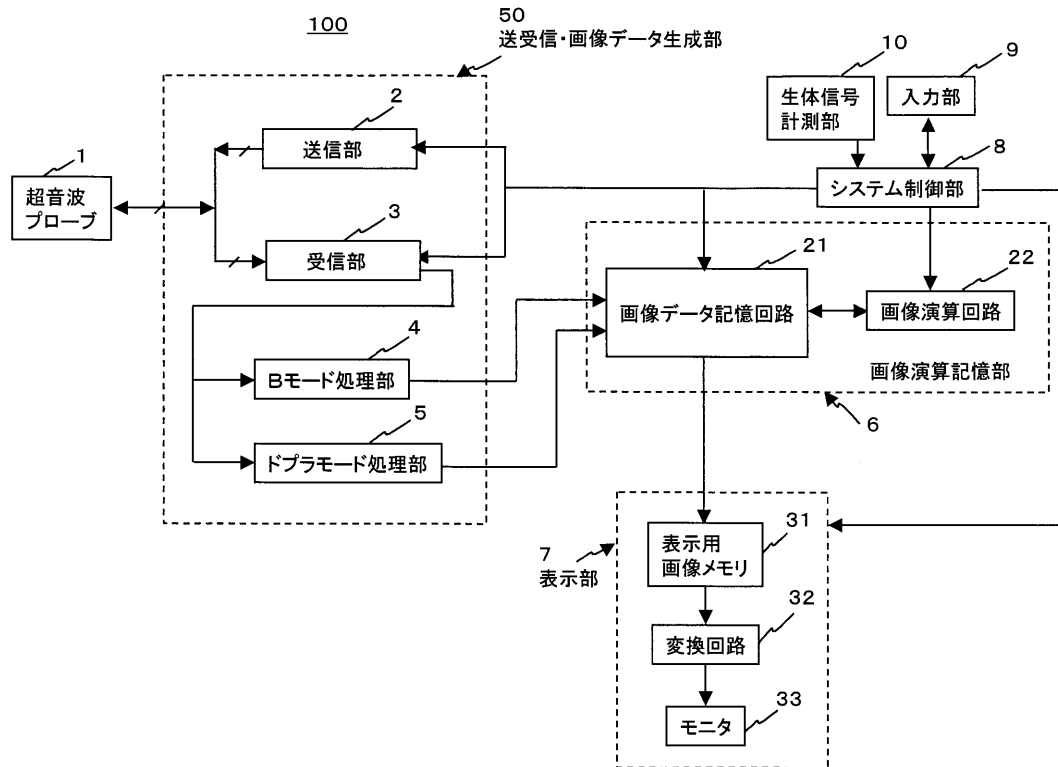 100
50
送受信・画像データ生成部
10
9
生体信号
計測部
入力部
2
送信部
8
システム制御部
1
超音波
プローブ
3
受信部
21
画像データ記憶回路
22
画像演算回路
画像演算記憶部
6
4
Bモード処理部
5
ドプラモード処理部
7
表示部
31
表示用
画像メモリ
32
変換回路
33
モニタ